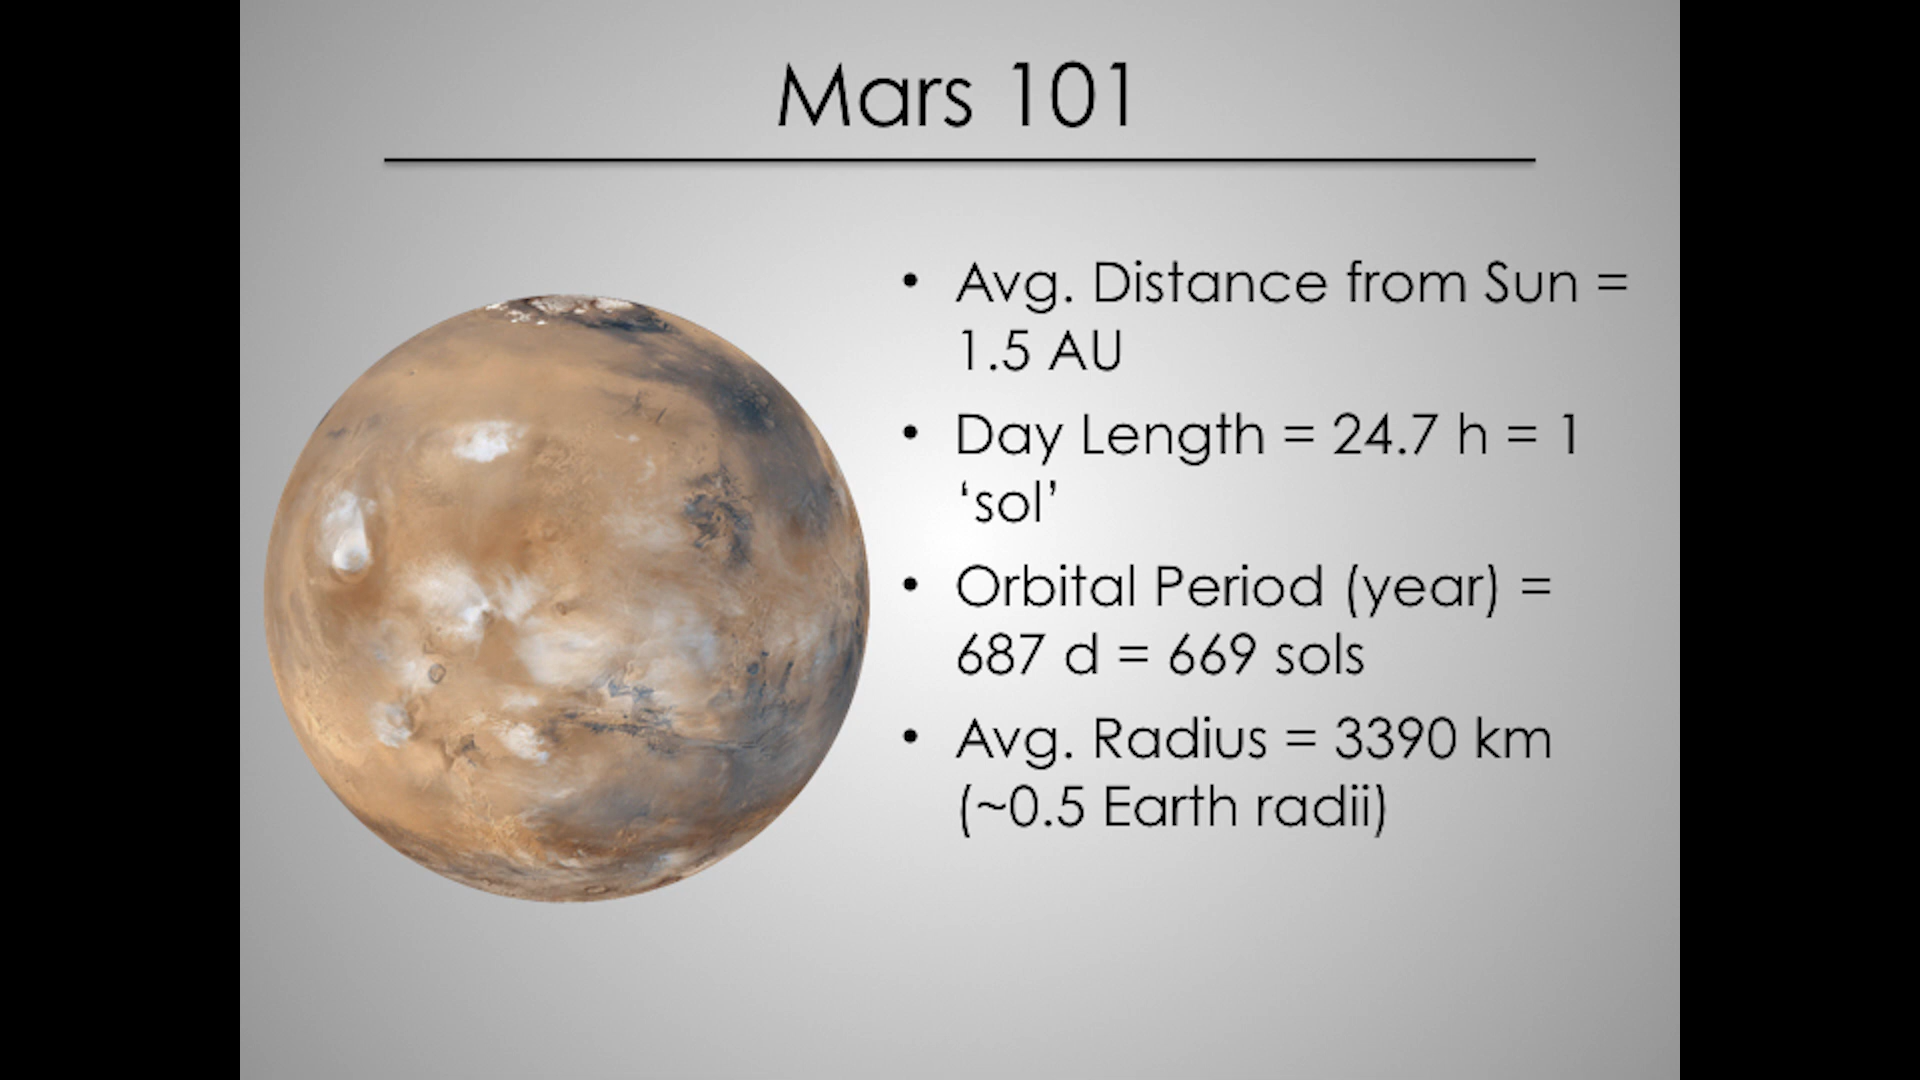 Mars 101
• Avg. Distance from Sun =
1.5 AU
• Day Length = 24.7 h = 1
‘sol’
• Orbital Period (year) =
687 d = 669 sols
• Avg. Radius = 3390 km
(~0.5 Earth radii)